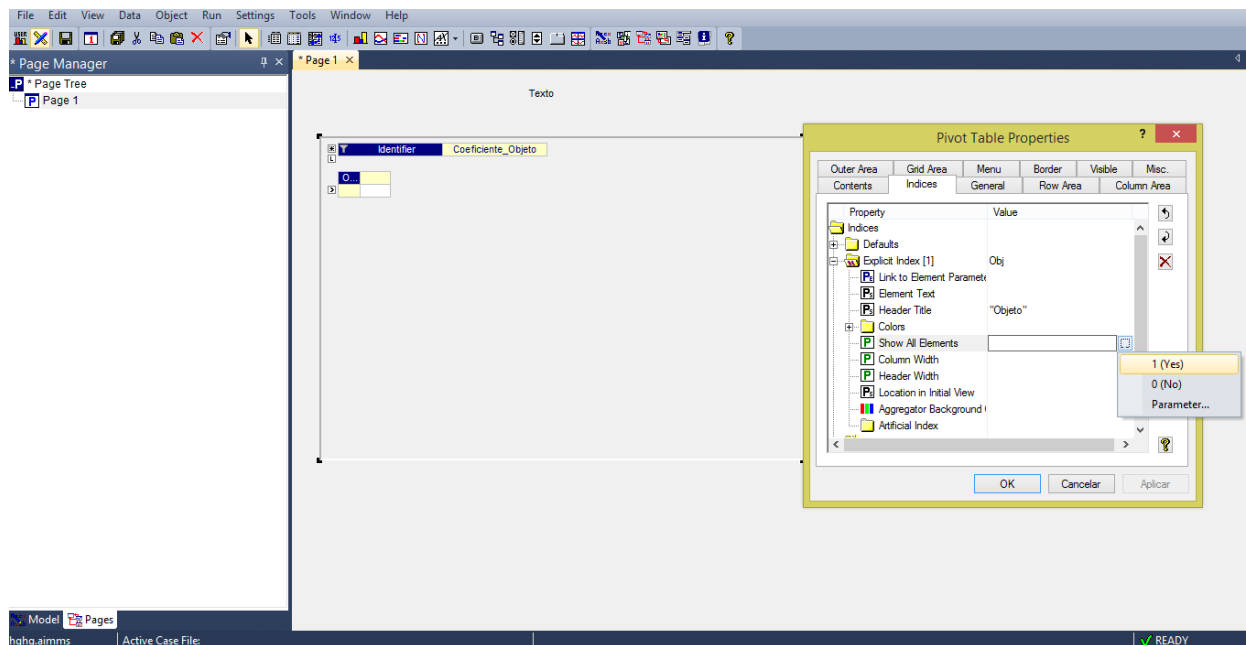 File Edit View Data Object Run Settings Tools Window Help
* Page Manager
* Page 1
* Page Tree
Page 1
Texto
Identifier Coeficiente_Objeto
O...
Pivot Table Properties
Outer Area Grid Area Menu Border Visible Misc.
Contents Indices General Row Area Column Area
Property Value
Indices
Defaults
Explicit Index [1] Obj
Link to Element Paramete
Element Text
Header Title "Objeto"
Colors
Show All Elements
Column Width
Header Width
Location in Initial View
Aggregator Background
Artificial Index
1 (Yes)
0 (No)
Parameter...
OK Cancelar Aplicar
Model Pages
hghg.aimms Active Case File: READY